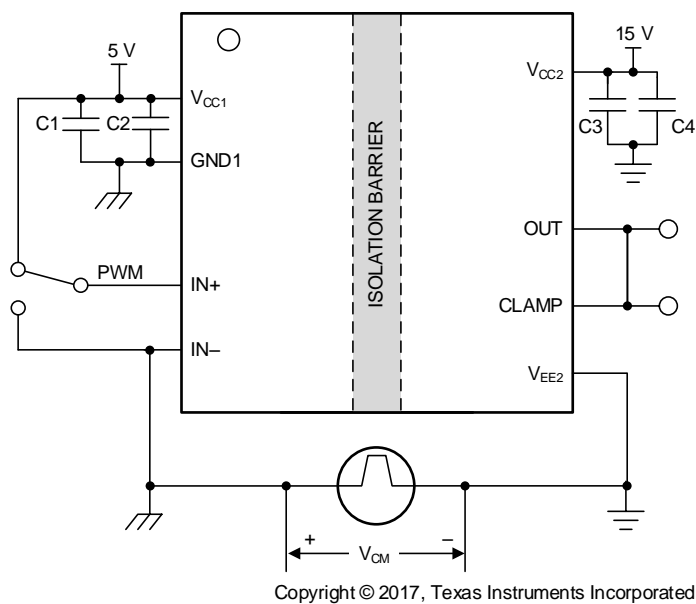 5 V
15 V
VCC1
VCC2
C1
C2
C3
C4
GND1
ISOLATION BARRIER
OUT
PWM
IN+
CLAMP
IN–
VEE2
+
–
VCM
Copyright © 2017, Texas Instruments Incorporated